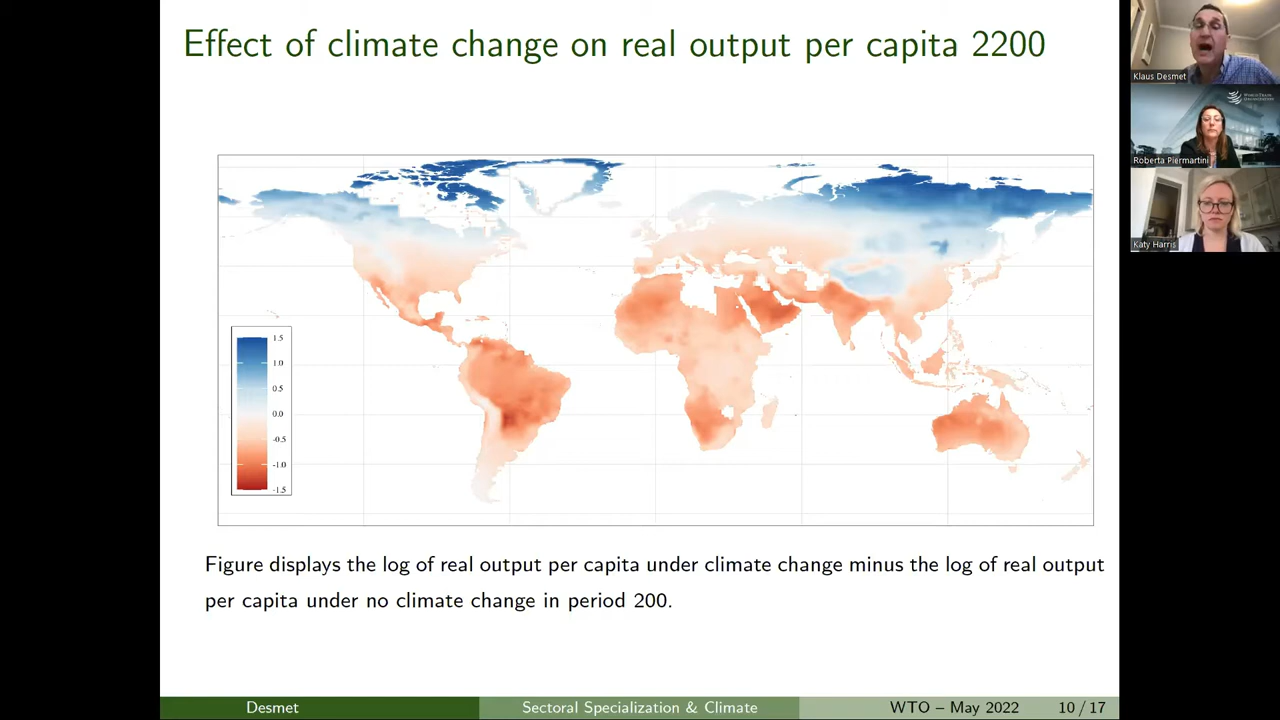 Effect of climate change on real output per capita 2200
1.5
1.0
0.5
0.0
-0.5
-1.0
-1.5
Figure displays the log of real output per capita under climate change minus the log of real output
per capita under no climate change in period 200.
Desmet
Sectoral Specialization & Climate
WTO – May 2022
10 / 17
Klaus Desmet
WORLD TRADE
ORGANIZATION
Roberta Piermartini
Katy Harris